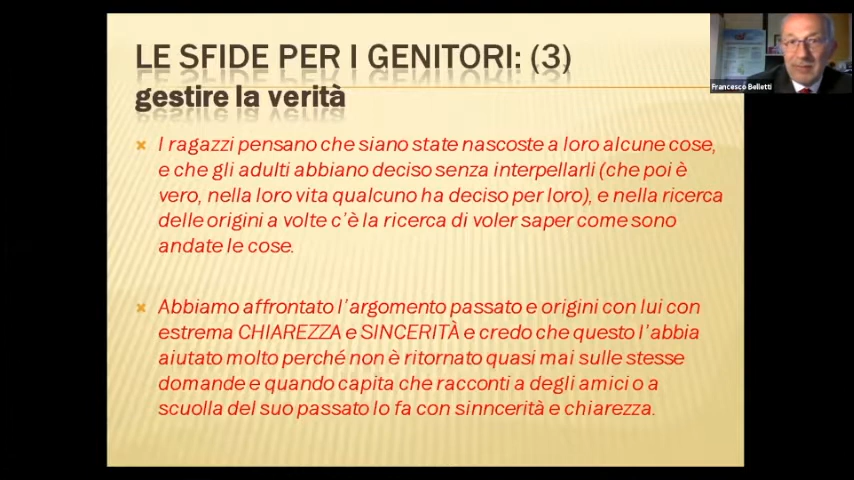 LE SFIDE PER I GENITORI: (3)
gestire la verità
I ragazzi pensano che siano state nascoste a loro alcune cose,
e che gli adulti abbiano deciso senza interpellarli (che poi è
vero, nella loro vita qualcuno ha deciso per loro), e nella ricerca
delle origini a volte c'è la ricerca di voler saper come sono
andate le cose.
Abbiamo affrontato l'argomento passato e origini con lui con
estrema CHIAREZZA e SINCERITÀ e credo che questo l'abbia
aiutato molto perché non è ritornato quasi mai sulle stesse
domande e quando capita che racconti a degli amici o a
scuolla del suo passato lo fa con sinncerità e chiarezza.
Francesco Belletti